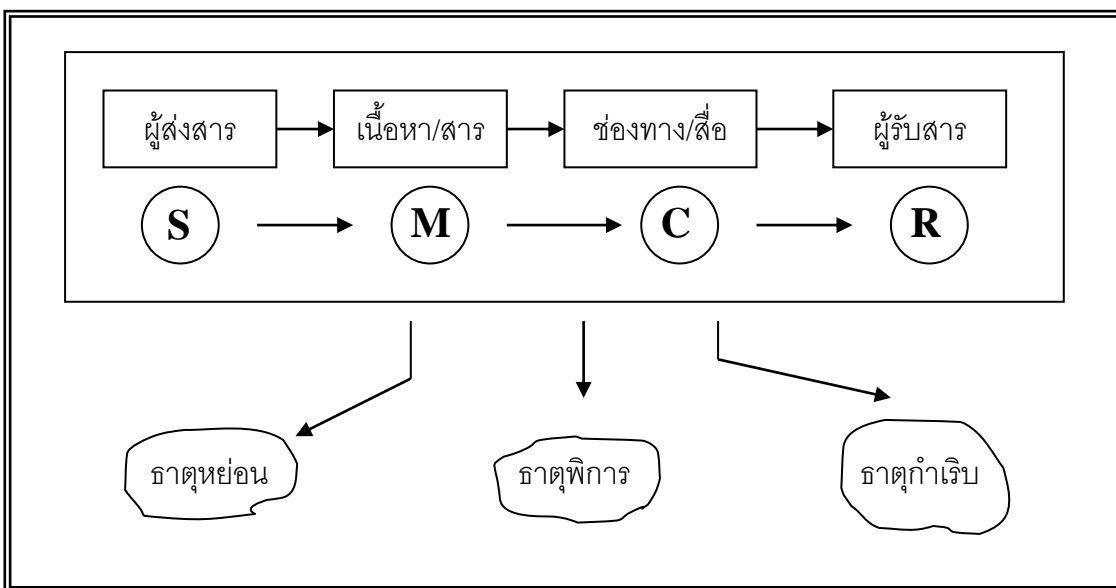 ผู้ส่งสาร เนื้อหา/สาร ช่องทาง/สื่อ ผู้รับสาร
S M C R
ธาตุหย่อน ธาตุพิการ ธาตุกำเริบ